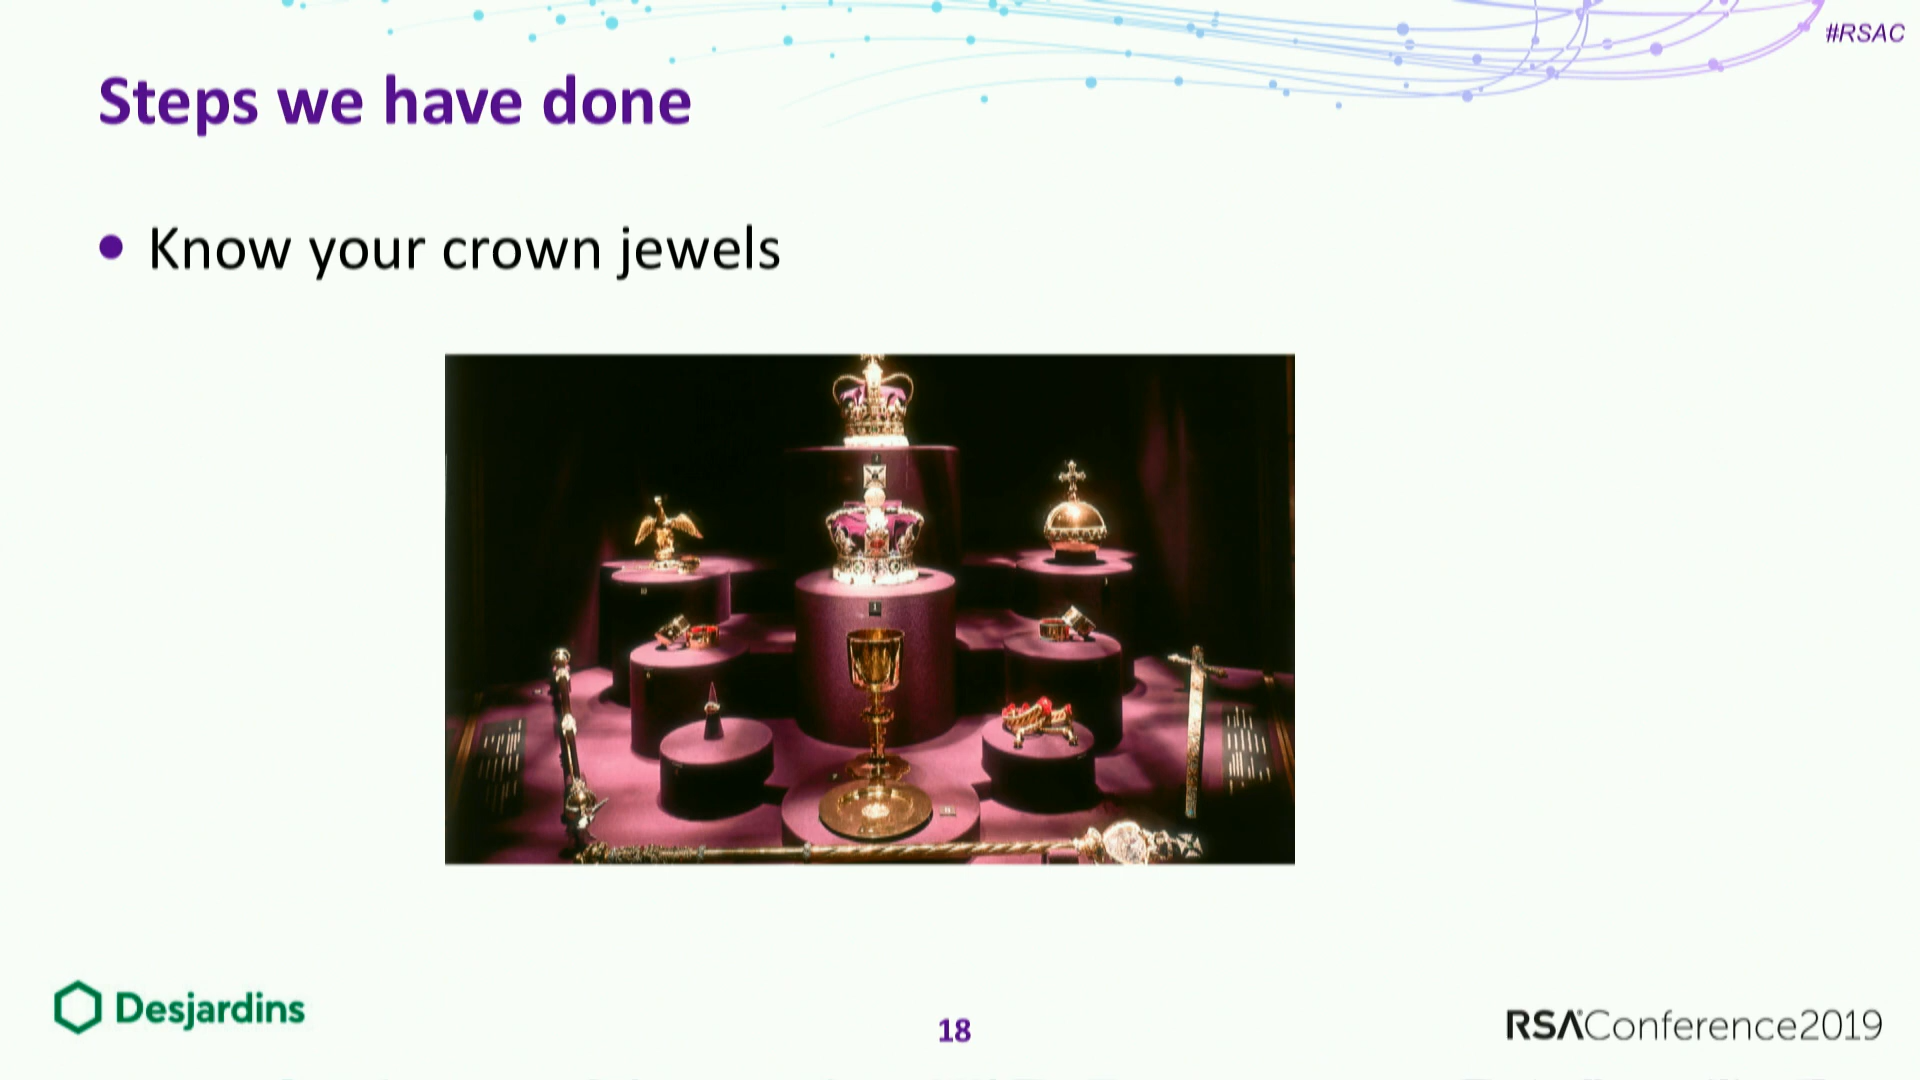 #RSAC
Steps we have done
• Know your crown jewels
Desjardins
18
RSAConference2019